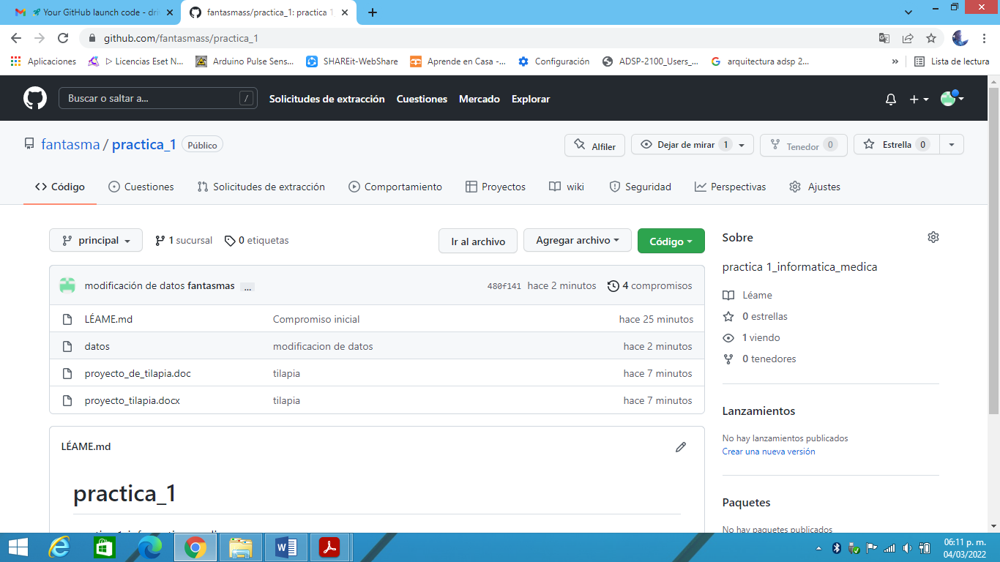 Your GitHub launch code - dri
fantasmass/practica_1: practica 1
github.com/fantasmass/practica_1
Aplicaciones
Licencias Eset N...
Arduino Pulse Sens...
SHAREit-WebShare
Aprende en Casa -...
Configuración
ADSP-2100_Users_...
arquitectura adsp 2...
»
Lista de lectura
Buscar o saltar a...
/
Solicitudes de extracción
Cuestiones
Mercado
Explorar
fantasma / practica_1
Público
Alfiler
Dejar de mirar 1
Tenedor 0
Estrella 0
Código
Cuestiones
Solicitudes de extracción
Comportamiento
Proyectos
wiki
Seguridad
Perspectivas
Ajustes
principal
1 sucursal
0 etiquetas
Ir al archivo
Agregar archivo
Código
modificación de datos fantasmas ...
480f141 hace 2 minutos
4 compromisos
LÉAME.md Compromiso inicial hace 25 minutos
datos modificacion de datos hace 2 minutos
proyecto_de_tilapia.doc tilapia hace 7 minutos
proyecto_tilapia.docx tilapia hace 7 minutos
LÉAME.md
practica_1
Sobre
practica 1_informatica_medica
Léame
0 estrellas
1 viendo
0 tenedores
Lanzamientos
No hay lanzamientos publicados
Crear una nueva versión
Paquetes
No hay paquetes publicados
06:11 p. m.
04/03/2022